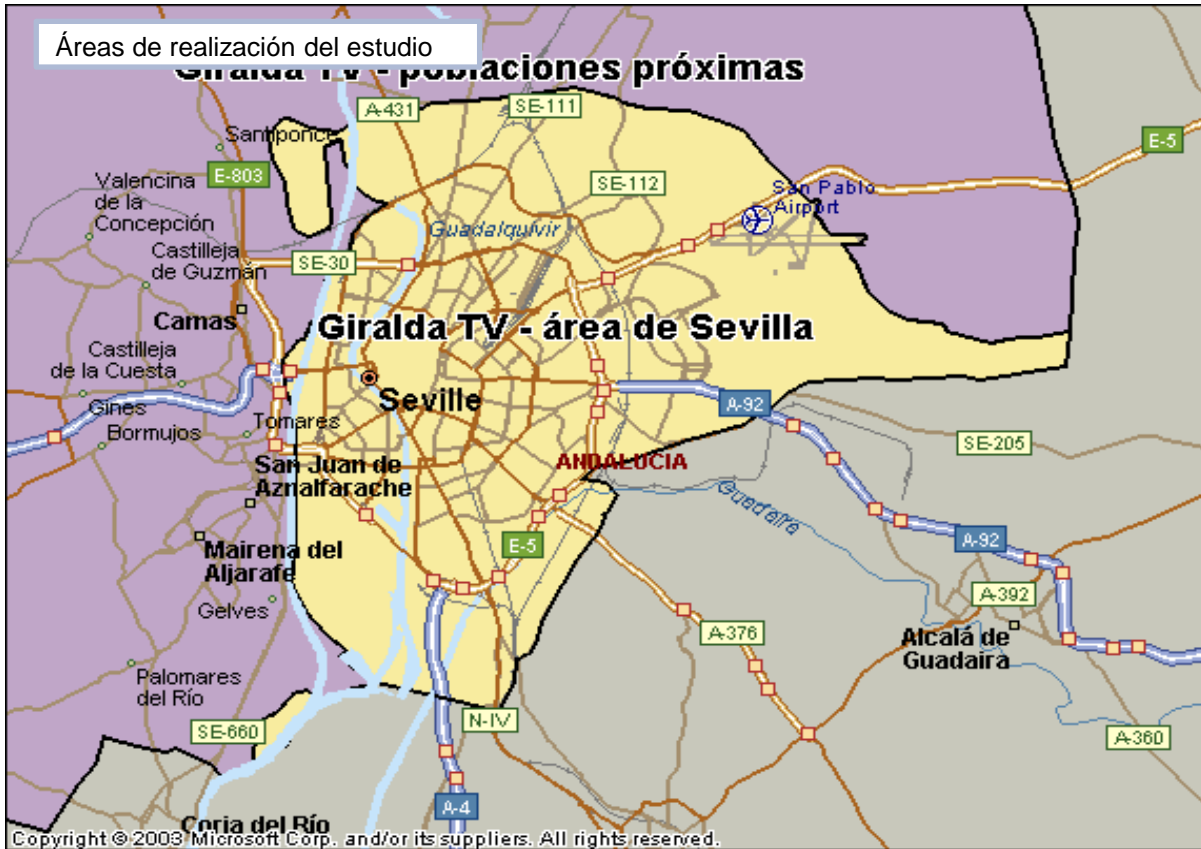 Áreas de realización del estudio
Giralda TV - poblaciones próximas
A-431
SE-111
Santiponce
E-803
E-5
Valencina
de la
Concepción
SE-112
San Pablo
Airport
Guadalquivir
Castilleja
de Guzmán
SE-30
Camas
Giralda TV - área de Sevilla
Castilleja
de la Cuesta
Seville
Gines
A-92
Bormujos
Tomares
SE-205
San Juan de
Aznalfarache
ANDALUCIA
Guadaira
E-5
A-92
Mairena del
Aljarafe
Gelves
A-392
A-376
Alcalá de
Guadaira
Palomares
del Río
SE-660
N-IV
A-360
A-4
Coria del Río
Copyright © 2003 Microsoft Corp. and/or its suppliers. All rights reserved.